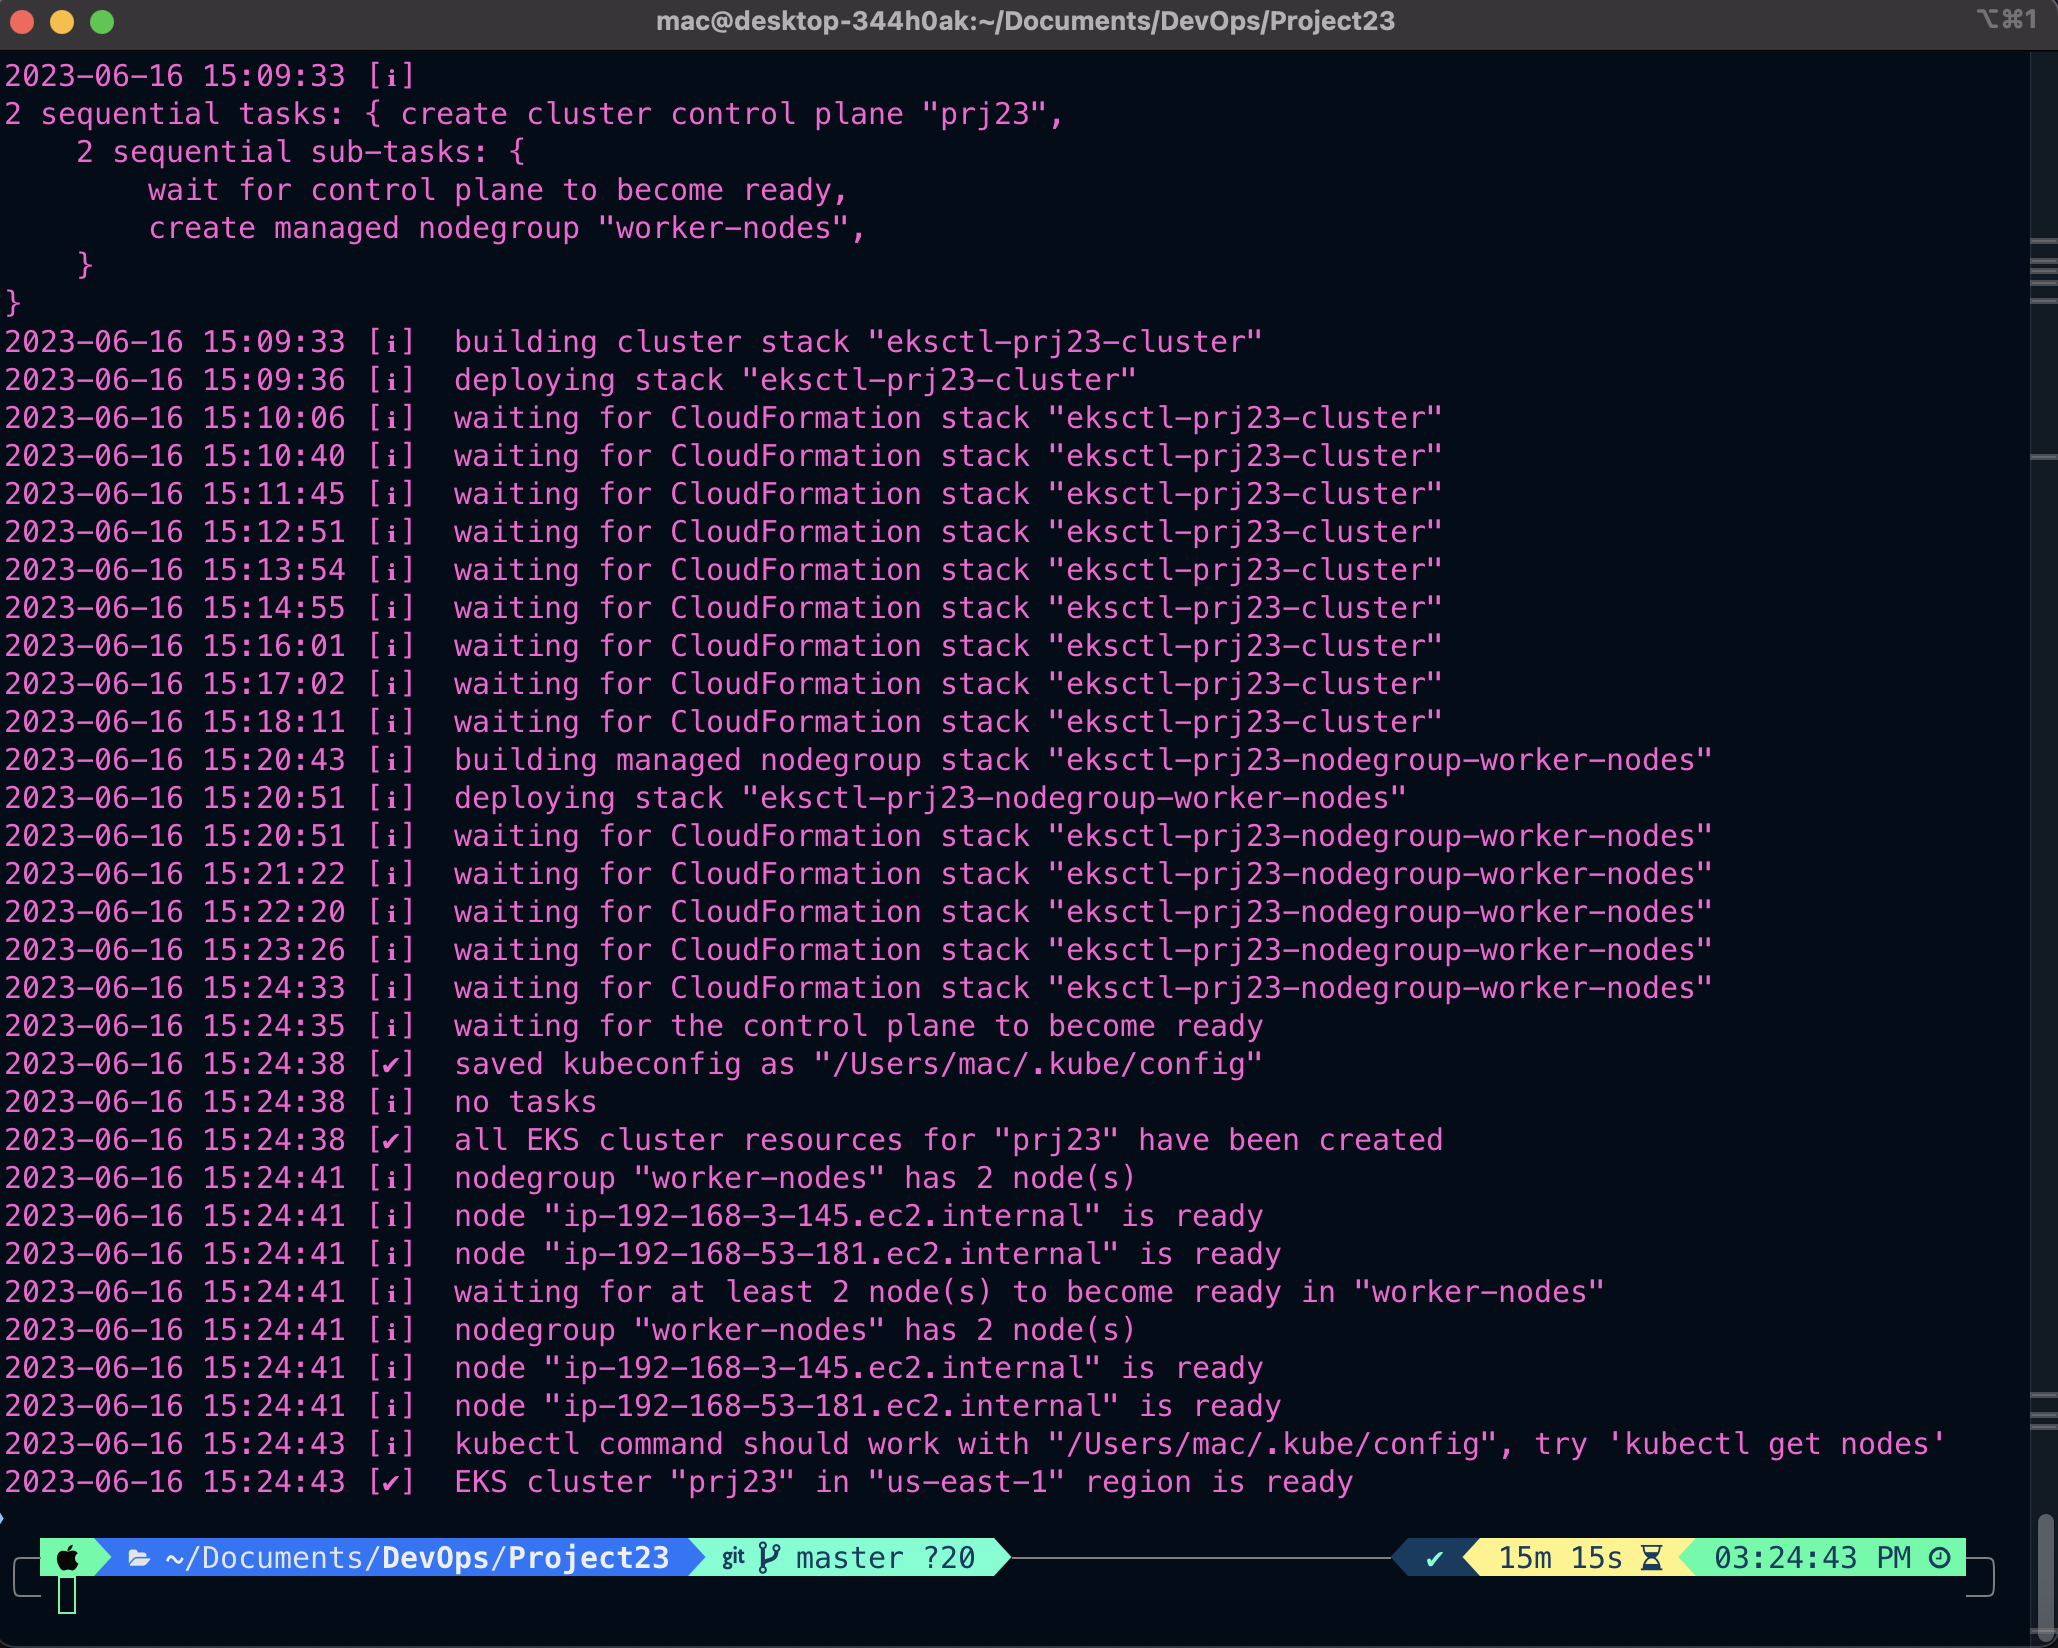 mac@desktop-344h0ak:~/Documents/DevOps/Project23 ⌥⌘1
2023-06-16 15:09:33 [ℹ]
2 sequential tasks: { create cluster control plane "prj23",
    2 sequential sub-tasks: {
        wait for control plane to become ready,
        create managed nodegroup "worker-nodes",
    }
}
2023-06-16 15:09:33 [ℹ]  building cluster stack "eksctl-prj23-cluster"
2023-06-16 15:09:36 [ℹ]  deploying stack "eksctl-prj23-cluster"
2023-06-16 15:10:06 [ℹ]  waiting for CloudFormation stack "eksctl-prj23-cluster"
2023-06-16 15:10:40 [ℹ]  waiting for CloudFormation stack "eksctl-prj23-cluster"
2023-06-16 15:11:45 [ℹ]  waiting for CloudFormation stack "eksctl-prj23-cluster"
2023-06-16 15:12:51 [ℹ]  waiting for CloudFormation stack "eksctl-prj23-cluster"
2023-06-16 15:13:54 [ℹ]  waiting for CloudFormation stack "eksctl-prj23-cluster"
2023-06-16 15:14:55 [ℹ]  waiting for CloudFormation stack "eksctl-prj23-cluster"
2023-06-16 15:16:01 [ℹ]  waiting for CloudFormation stack "eksctl-prj23-cluster"
2023-06-16 15:17:02 [ℹ]  waiting for CloudFormation stack "eksctl-prj23-cluster"
2023-06-16 15:18:11 [ℹ]  waiting for CloudFormation stack "eksctl-prj23-cluster"
2023-06-16 15:20:43 [ℹ]  building managed nodegroup stack "eksctl-prj23-nodegroup-worker-nodes"
2023-06-16 15:20:51 [ℹ]  deploying stack "eksctl-prj23-nodegroup-worker-nodes"
2023-06-16 15:20:51 [ℹ]  waiting for CloudFormation stack "eksctl-prj23-nodegroup-worker-nodes"
2023-06-16 15:21:22 [ℹ]  waiting for CloudFormation stack "eksctl-prj23-nodegroup-worker-nodes"
2023-06-16 15:22:20 [ℹ]  waiting for CloudFormation stack "eksctl-prj23-nodegroup-worker-nodes"
2023-06-16 15:23:26 [ℹ]  waiting for CloudFormation stack "eksctl-prj23-nodegroup-worker-nodes"
2023-06-16 15:24:33 [ℹ]  waiting for CloudFormation stack "eksctl-prj23-nodegroup-worker-nodes"
2023-06-16 15:24:35 [ℹ]  waiting for the control plane to become ready
2023-06-16 15:24:38 [✔]  saved kubeconfig as "/Users/mac/.kube/config"
2023-06-16 15:24:38 [ℹ]  no tasks
2023-06-16 15:24:38 [✔]  all EKS cluster resources for "prj23" have been created
2023-06-16 15:24:41 [ℹ]  nodegroup "worker-nodes" has 2 node(s)
2023-06-16 15:24:41 [ℹ]  node "ip-192-168-3-145.ec2.internal" is ready
2023-06-16 15:24:41 [ℹ]  node "ip-192-168-53-181.ec2.internal" is ready
2023-06-16 15:24:41 [ℹ]  waiting for at least 2 node(s) to become ready in "worker-nodes"
2023-06-16 15:24:41 [ℹ]  nodegroup "worker-nodes" has 2 node(s)
2023-06-16 15:24:41 [ℹ]  node "ip-192-168-3-145.ec2.internal" is ready
2023-06-16 15:24:41 [ℹ]  node "ip-192-168-53-181.ec2.internal" is ready
2023-06-16 15:24:43 [ℹ]  kubectl command should work with "/Users/mac/.kube/config", try 'kubectl get nodes'
2023-06-16 15:24:43 [✔]  EKS cluster "prj23" in "us-east-1" region is ready
~/Documents/DevOps/Project23 git master ?20 ✔ 15m 15s 03:24:43 PM